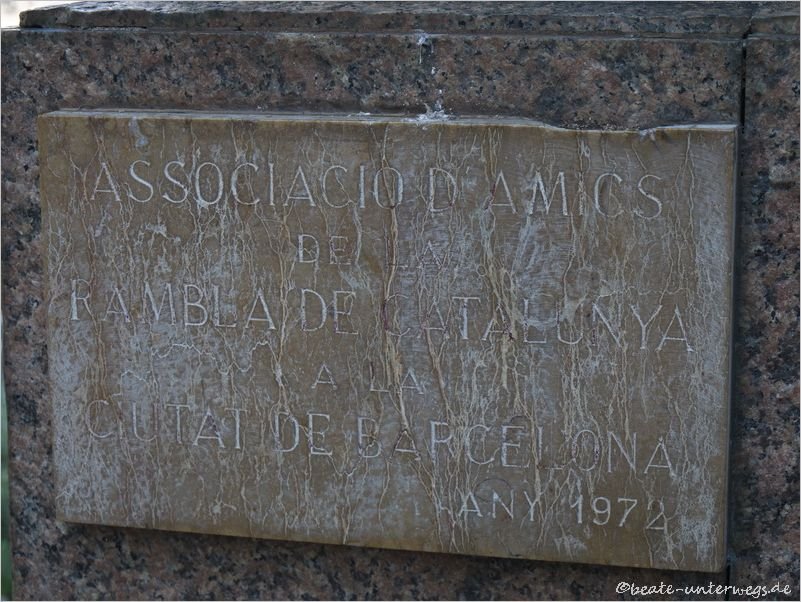 ASSOCIACIO D'AMICS
DE LA
RAMBLA DE CATALUNYA
A LA
CIUTAT DE BARCELONA
ANY 1972
©beate-unterwegs.de